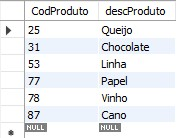 CodProduto descProduto
25 Queijo
31 Chocolate
53 Linha
77 Papel
78 Vinho
87 Cano
NULL NULL